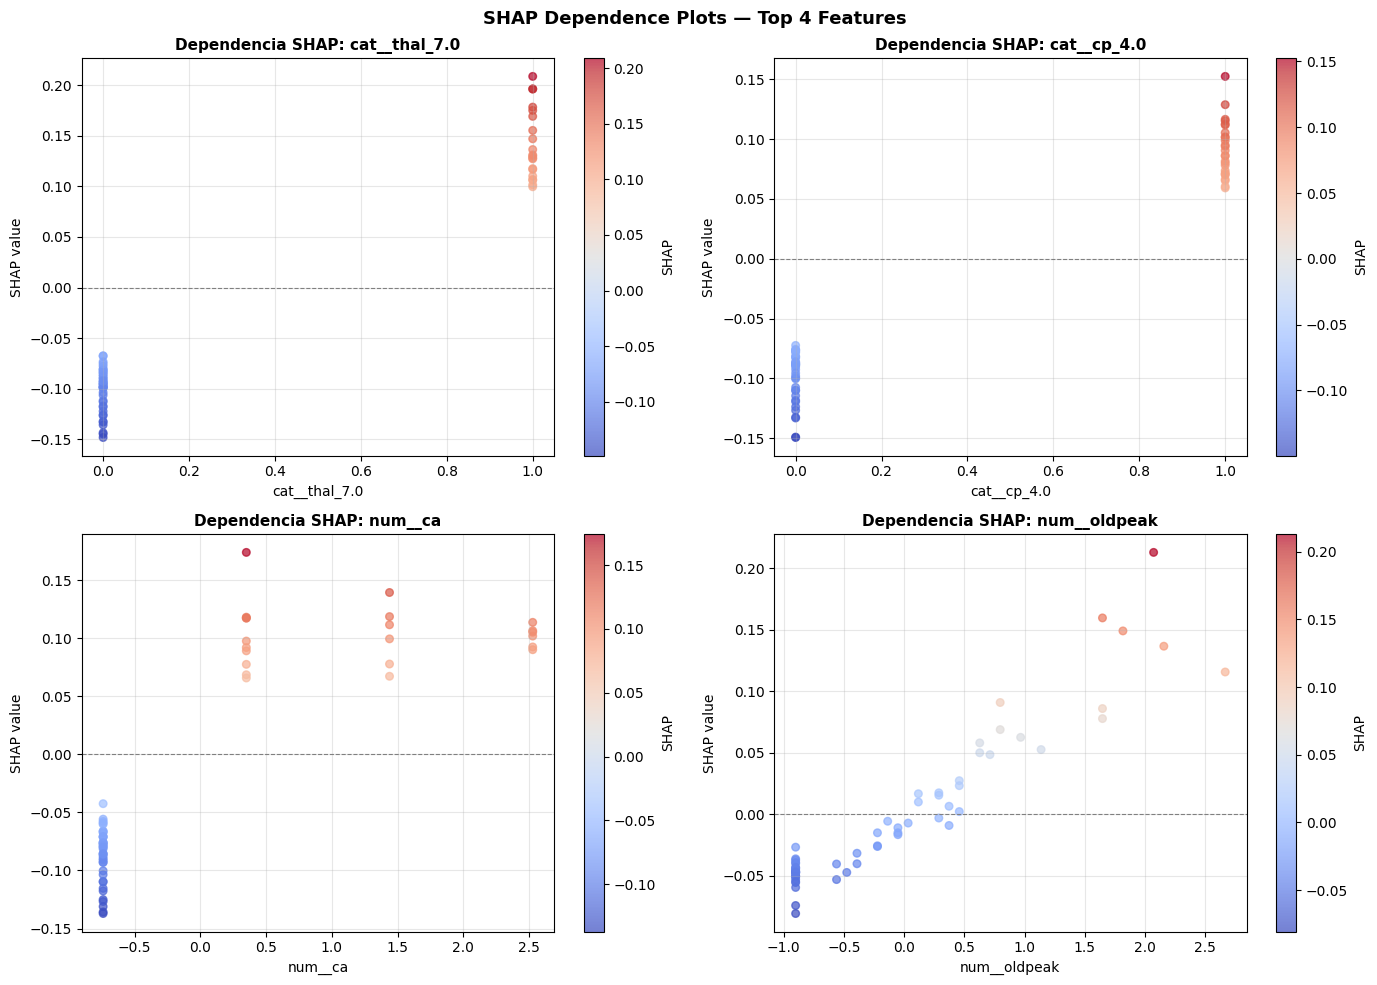 SHAP Dependence Plots — Top 4 Features
Dependencia SHAP: cat__thal_7.0
SHAP value
0.20
0.15
0.10
0.05
0.00
−0.05
−0.10
−0.15
0.0 0.2 0.4 0.6 0.8 1.0
cat__thal_7.0
0.20
0.15
0.10
0.05
0.00
−0.05
−0.10
SHAP
Dependencia SHAP: cat__cp_4.0
SHAP value
0.15
0.10
0.05
0.00
−0.05
−0.10
−0.15
0.0 0.2 0.4 0.6 0.8 1.0
cat__cp_4.0
0.15
0.10
0.05
0.00
−0.05
−0.10
SHAP
Dependencia SHAP: num__ca
SHAP value
0.15
0.10
0.05
0.00
−0.05
−0.10
−0.15
−0.5 0.0 0.5 1.0 1.5 2.0 2.5
num__ca
0.15
0.10
0.05
0.00
−0.05
−0.10
SHAP
Dependencia SHAP: num__oldpeak
SHAP value
0.20
0.15
0.10
0.05
0.00
−0.05
−1.0 −0.5 0.0 0.5 1.0 1.5 2.0 2.5
num__oldpeak
0.20
0.15
0.10
0.05
0.00
−0.05
SHAP